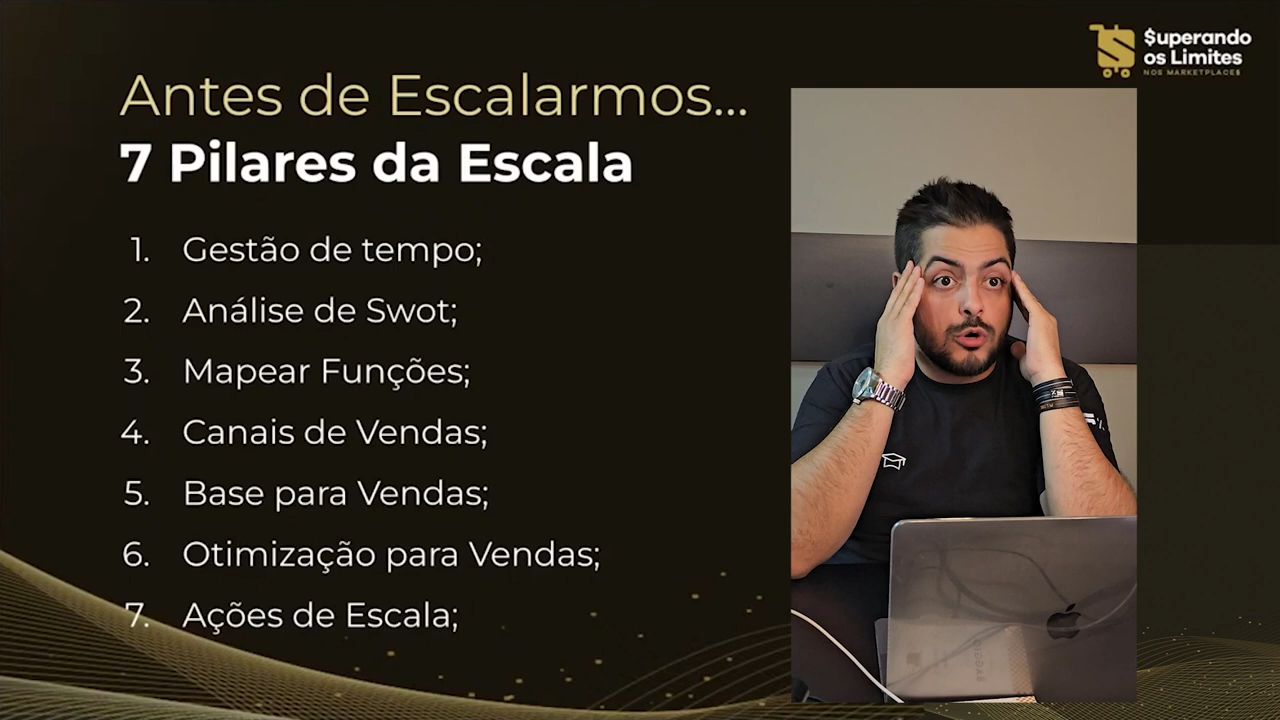 $uperando
os Limites
NOS MARKETPLACE$
Antes de Escalarmos...
7 Pilares da Escala
1. Gestão de tempo;
2. Análise de Swot;
3. Mapear Funções;
4. Canais de Vendas;
5. Base para Vendas;
6. Otimização para Vendas;
7. Ações de Escala;